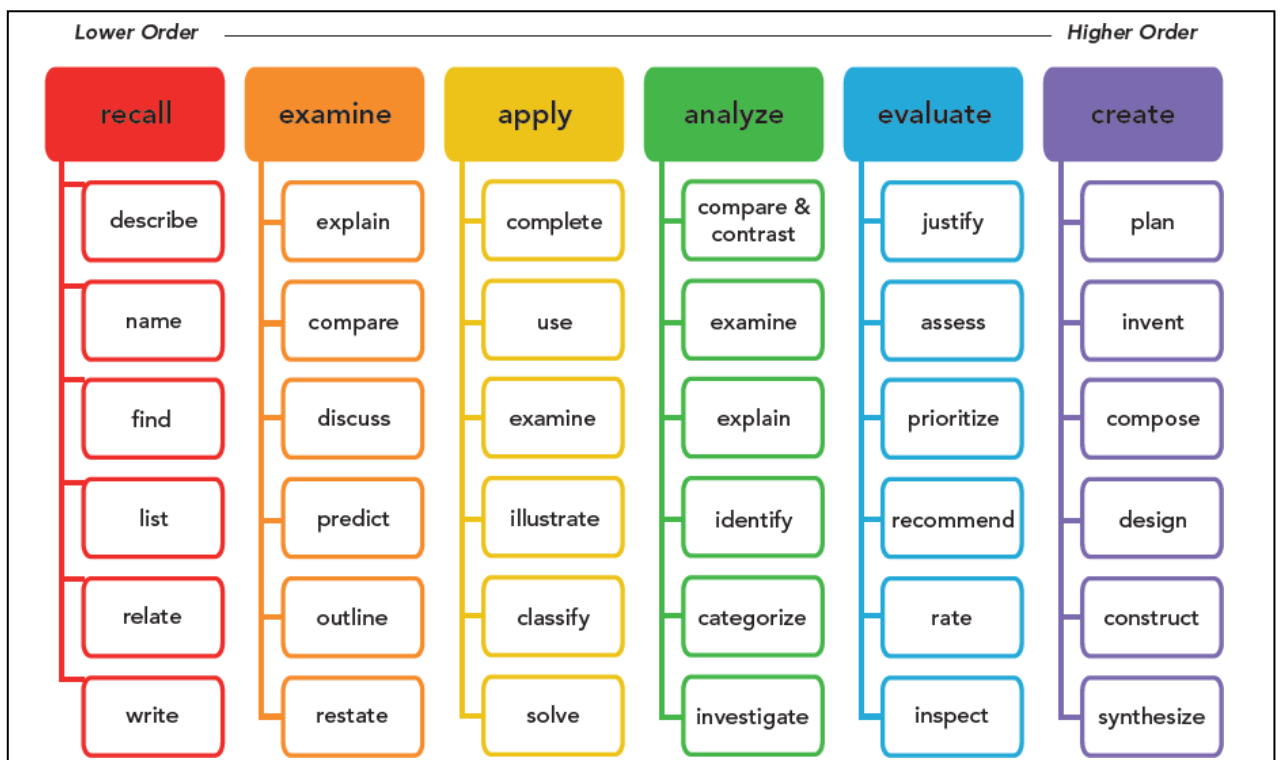 Lower Order
Higher Order
recall
examine
apply
analyze
evaluate
create
describe
explain
complete
compare &
contrast
justify
plan
name
compare
use
examine
assess
invent
find
discuss
examine
explain
prioritize
compose
list
predict
illustrate
identify
recommend
design
relate
outline
classify
categorize
rate
construct
write
restate
solve
investigate
inspect
synthesize